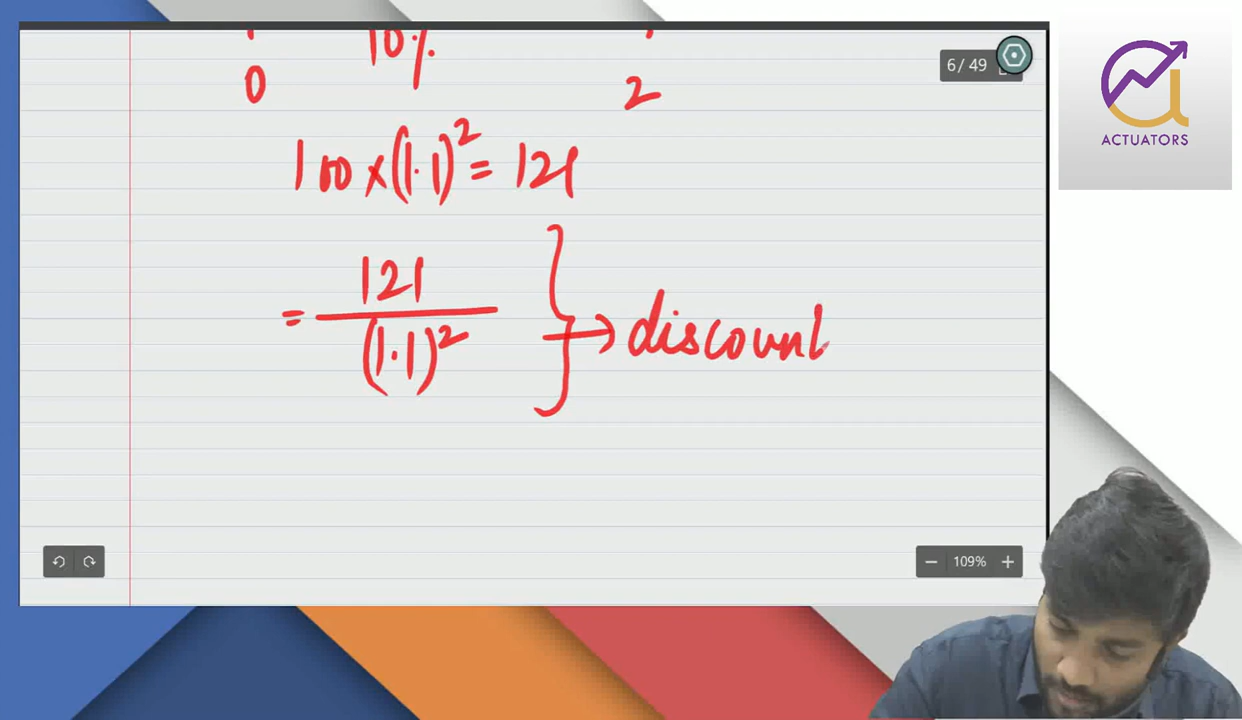 10%
6 / 49
0 2
100 × (1.1)² = 121
= 121 / (1.1)²
→ discount
ACTUATORS
109%